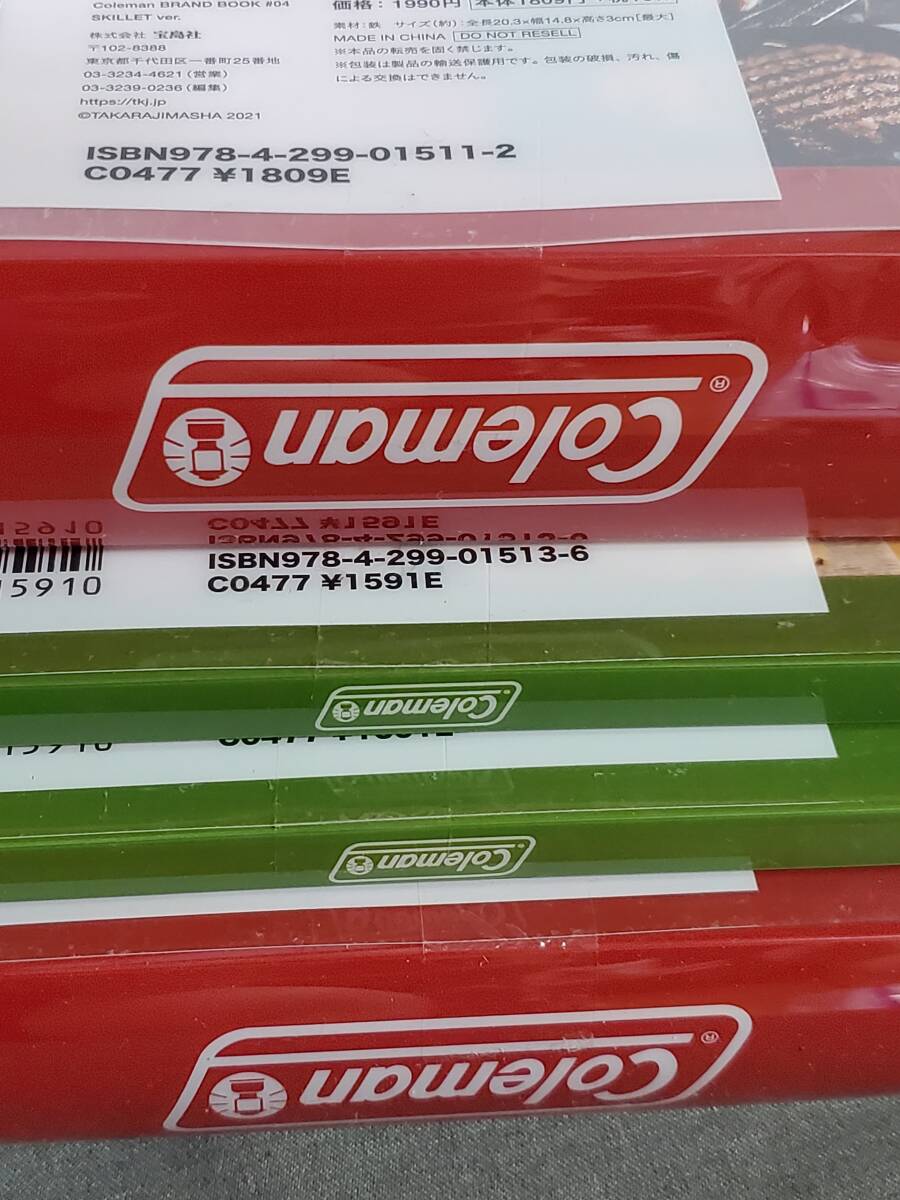 Coleman BRAND BOOK #04
SKILLET ver.
株式会社 宝島社
〒102-8388
東京都千代田区一番町25番地
03-3234-4621(営業)
03-3239-0236(編集)
https://tkj.jp
©TAKARAJIMASHA 2021
価格:1990円
素材:鉄 サイズ(約):全長20.3×幅14.8×高さ3cm[最大]
MADE IN CHINA DO NOT RESELL
※本品の転売を固く禁じます。
※包装は製品の輸送保護用です。包装の破損、汚れ、傷
による交換はできません。
ISBN978-4-299-01511-2
C0477 ¥1809E
Coleman®
15910
ISBN978-4-299-01513-6
C0477 ¥1591E
Coleman
15910
Coleman
Coleman®